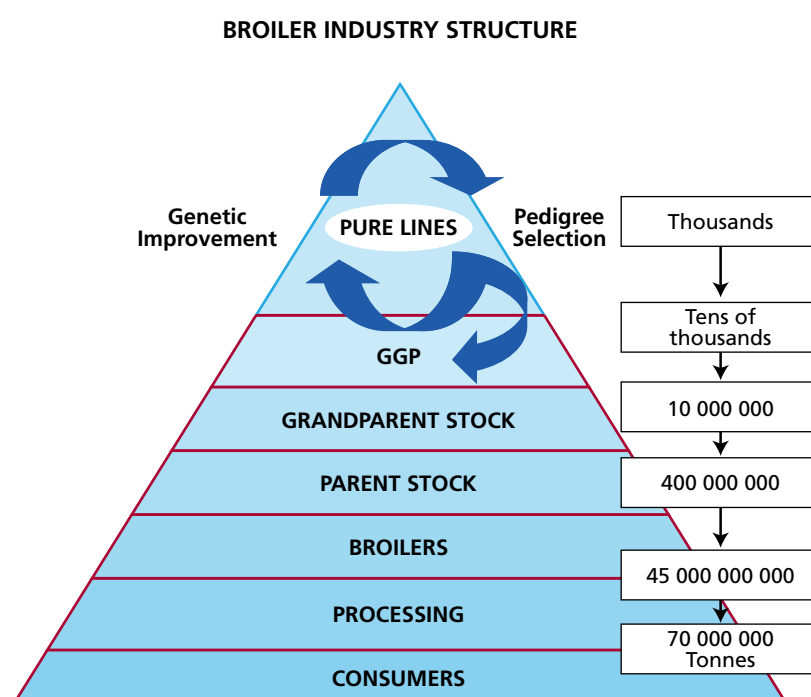 BROILER INDUSTRY STRUCTURE
Genetic
Improvement
PURE LINES
Pedigree
Selection
Thousands
Tens of
thousands
GGP
10 000 000
GRANDPARENT STOCK
400 000 000
PARENT STOCK
BROILERS
45 000 000 000
PROCESSING
70 000 000
Tonnes
CONSUMERS